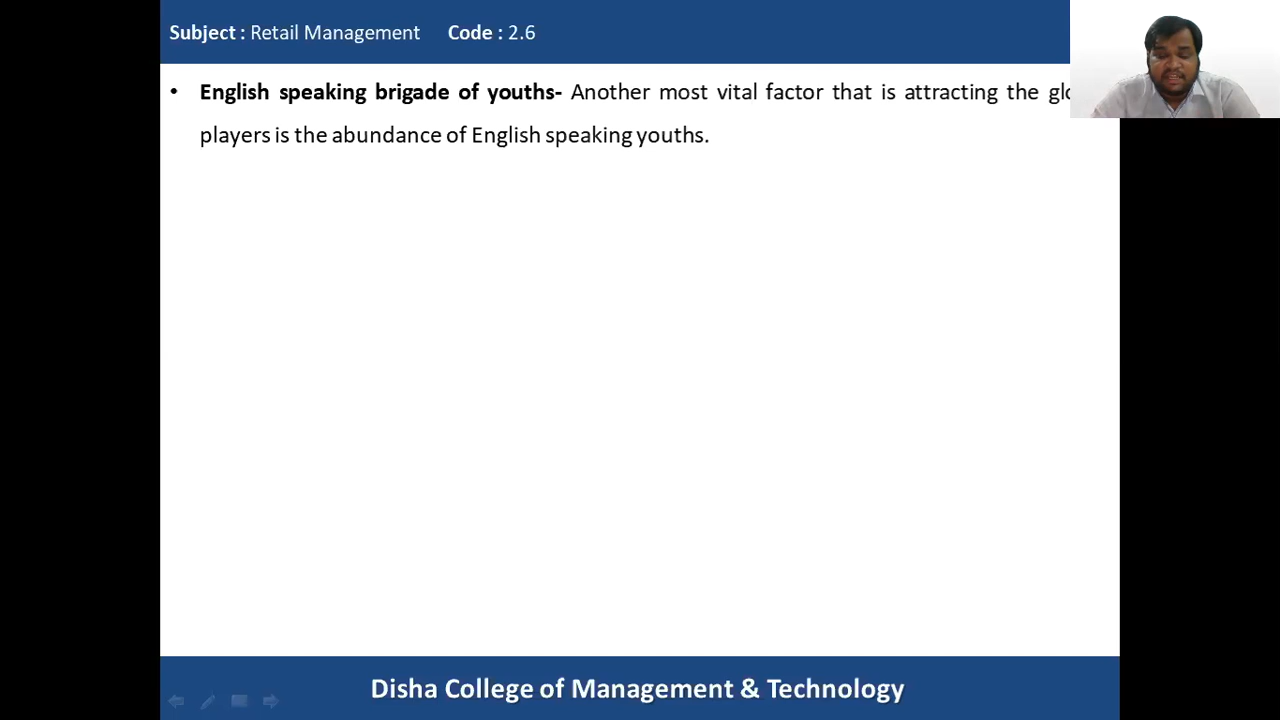 Subject : Retail Management Code : 2.6
• English speaking brigade of youths- Another most vital factor that is attracting the
players is the abundance of English speaking youths.
Disha College of Management & Technology